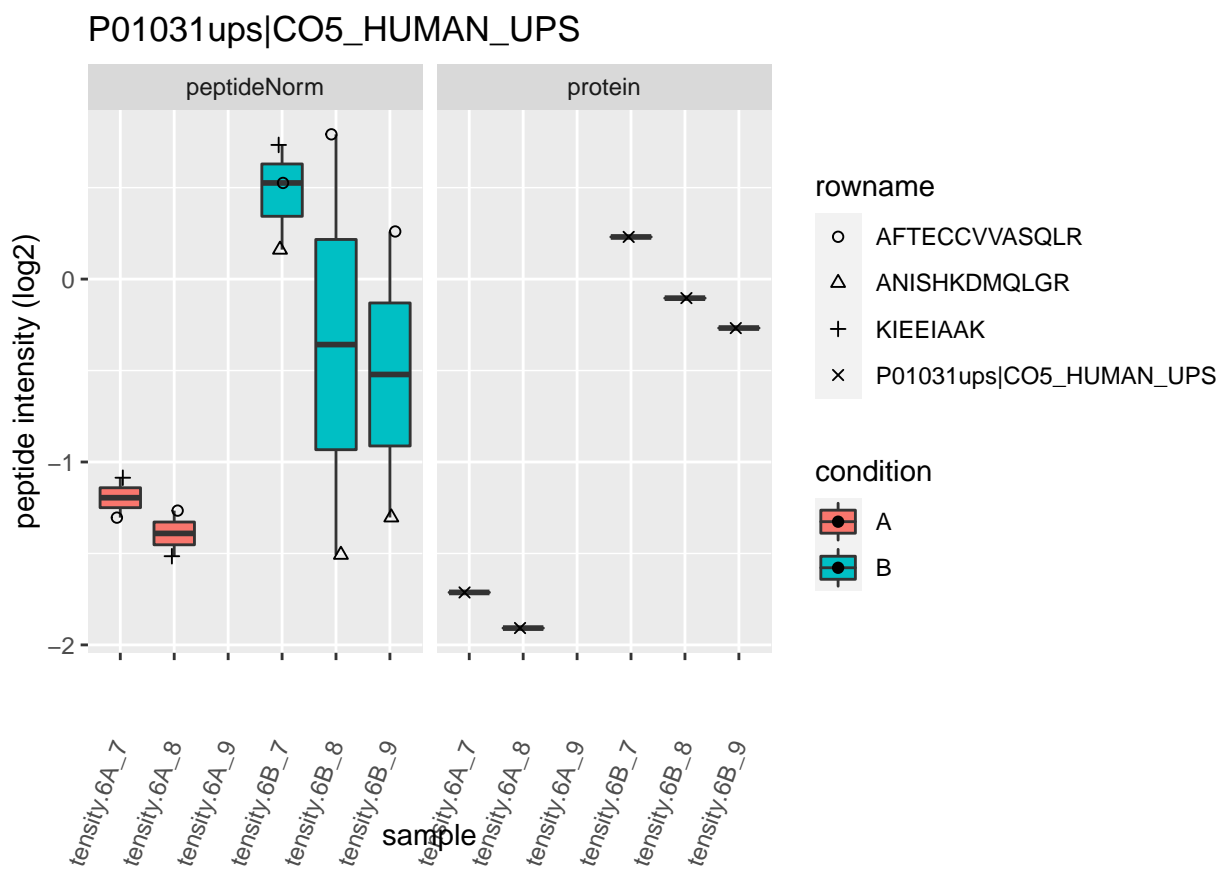 P01031ups|CO5_HUMAN_UPS
peptideNorm
protein
peptide intensity (log2)
0
−1
−2
tensity.6A_7
tensity.6A_8
tensity.6A_9
tensity.6B_7
tensity.6B_8
tensity.6B_9
tensity.6A_7
tensity.6A_8
tensity.6A_9
tensity.6B_7
tensity.6B_8
tensity.6B_9
sample
rowname
AFTECCVVASQLR
ANISHKDMQLGR
KIEEIAAK
P01031ups|CO5_HUMAN_UPS
condition
A
B